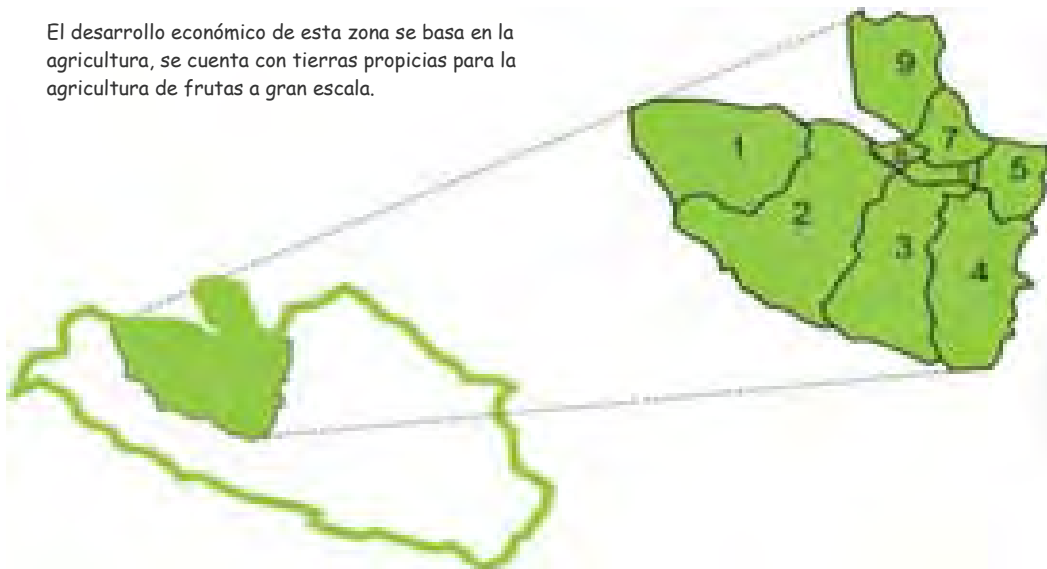 El desarrollo económico de esta zona se basa en la
agricultura, se cuenta con tierras propicias para la
agricultura de frutas a gran escala.
9
1
7
5
2
3
4